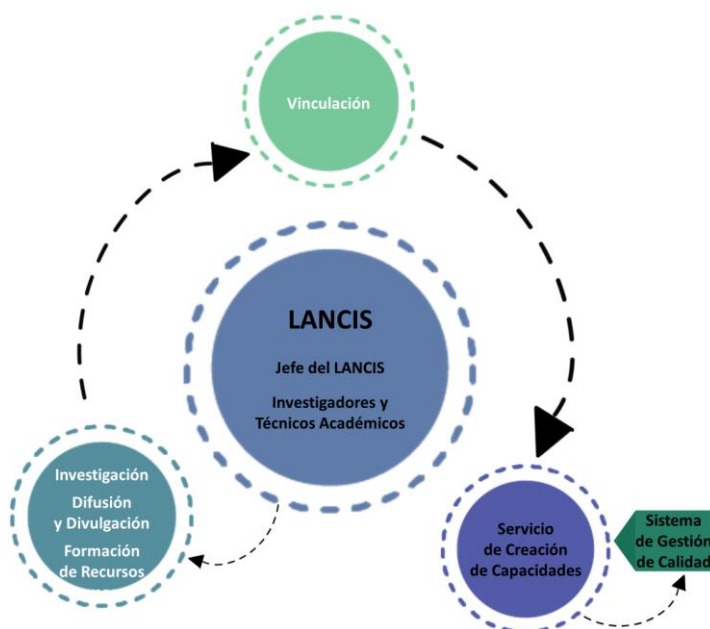 Vinculación
LANCIS
Jefe del LANCIS
Investigadores y
Técnicos Académicos
Investigación
Difusión
y Divulgación
Formación
de Recursos
Servicio
de Creación
de Capacidades
Sistema
de Gestión
de Calidad